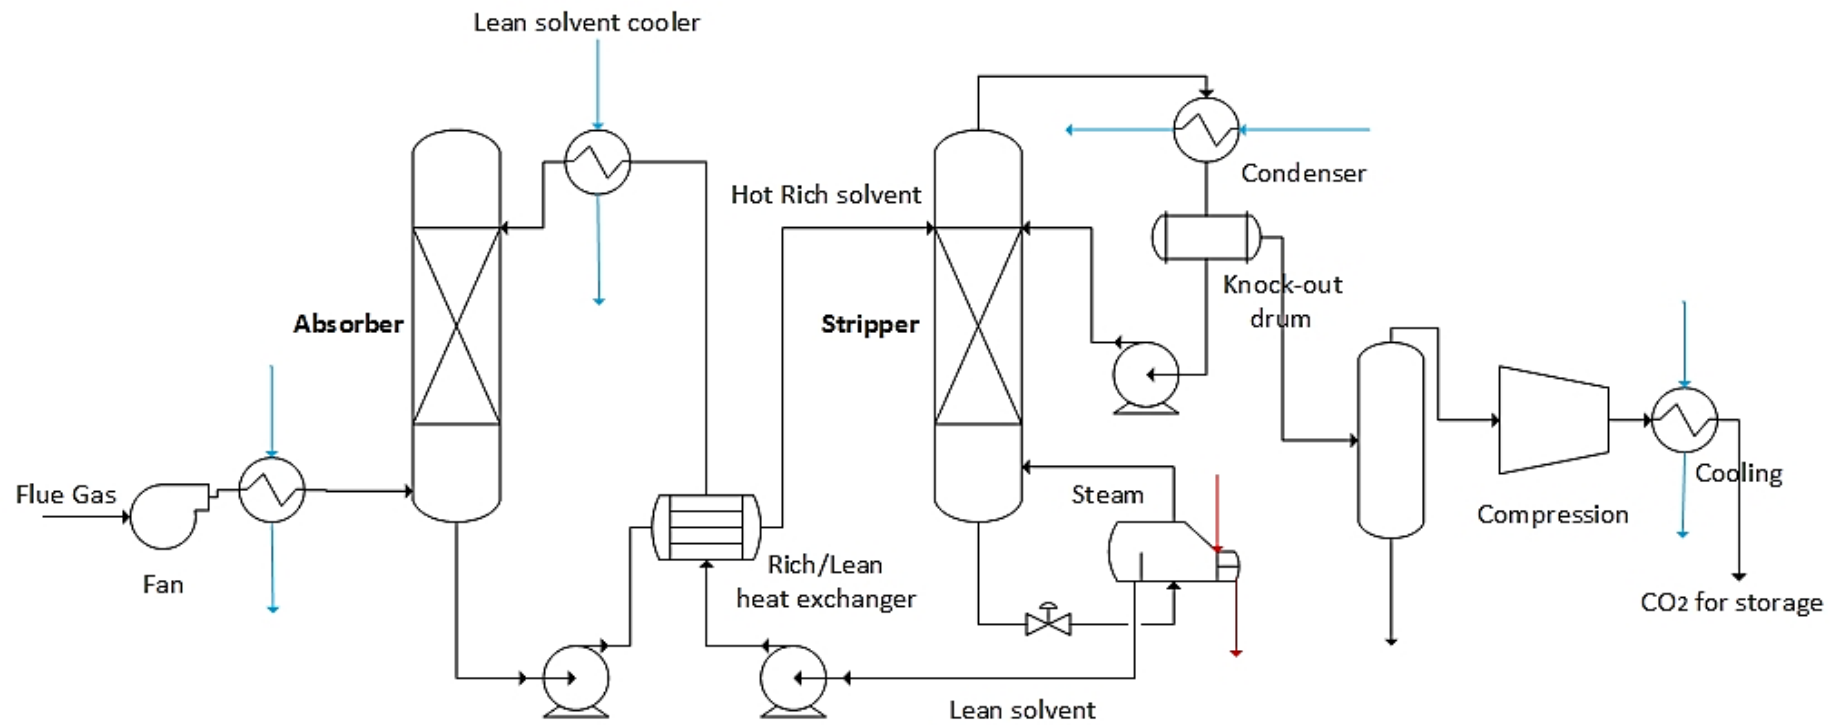 Lean solvent cooler
Condenser
Hot Rich solvent
Knock-out
drum
Absorber
Stripper
Flue Gas
Steam
Cooling
Compression
Fan
Rich/Lean
heat exchanger
CO2 for storage
Lean solvent